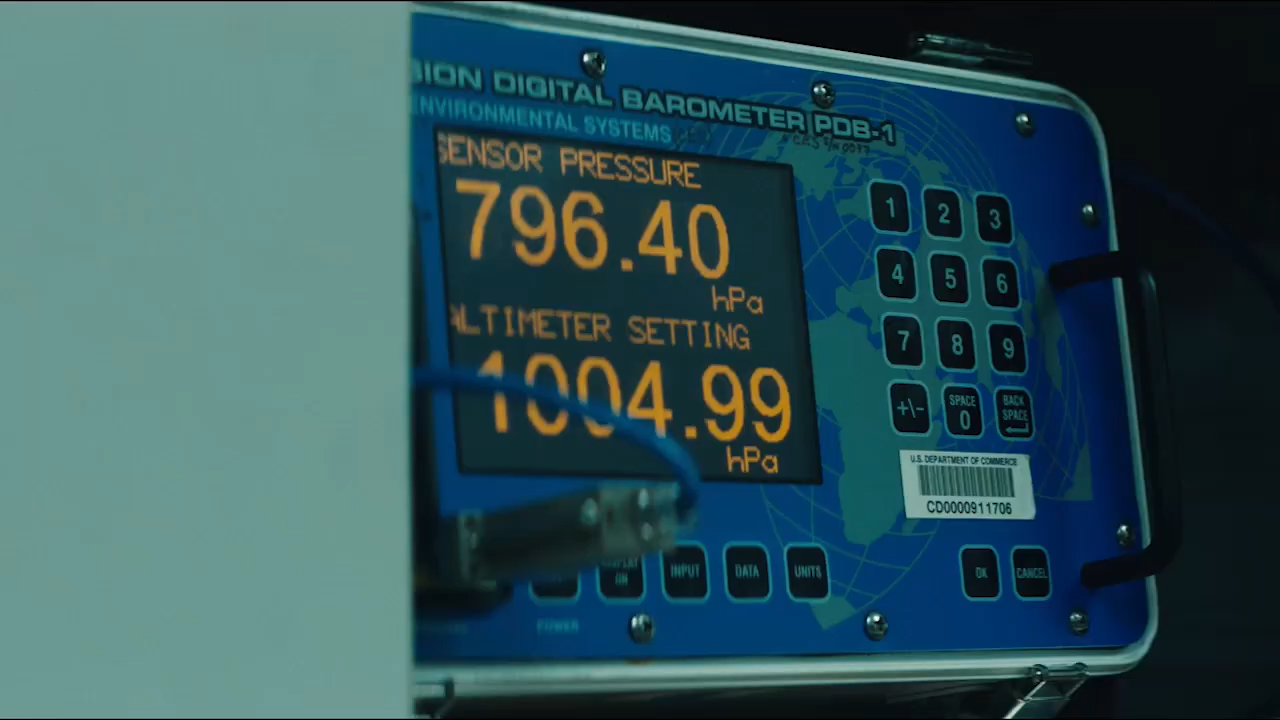 SION DIGITAL BAROMETER PDB-1
ENVIRONMENTAL SYSTEMS
SENSOR PRESSURE
796.40
hPa
ALTIMETER SETTING
1004.99
hPa
1 2 3
4 5 6
7 8 9
+\- SPACE 0 BACK SPACE
U.S. DEPARTMENT OF COMMERCE
CD0000911706
DISPLAY ON INPUT DATA UNITS OK CANCEL
POWER